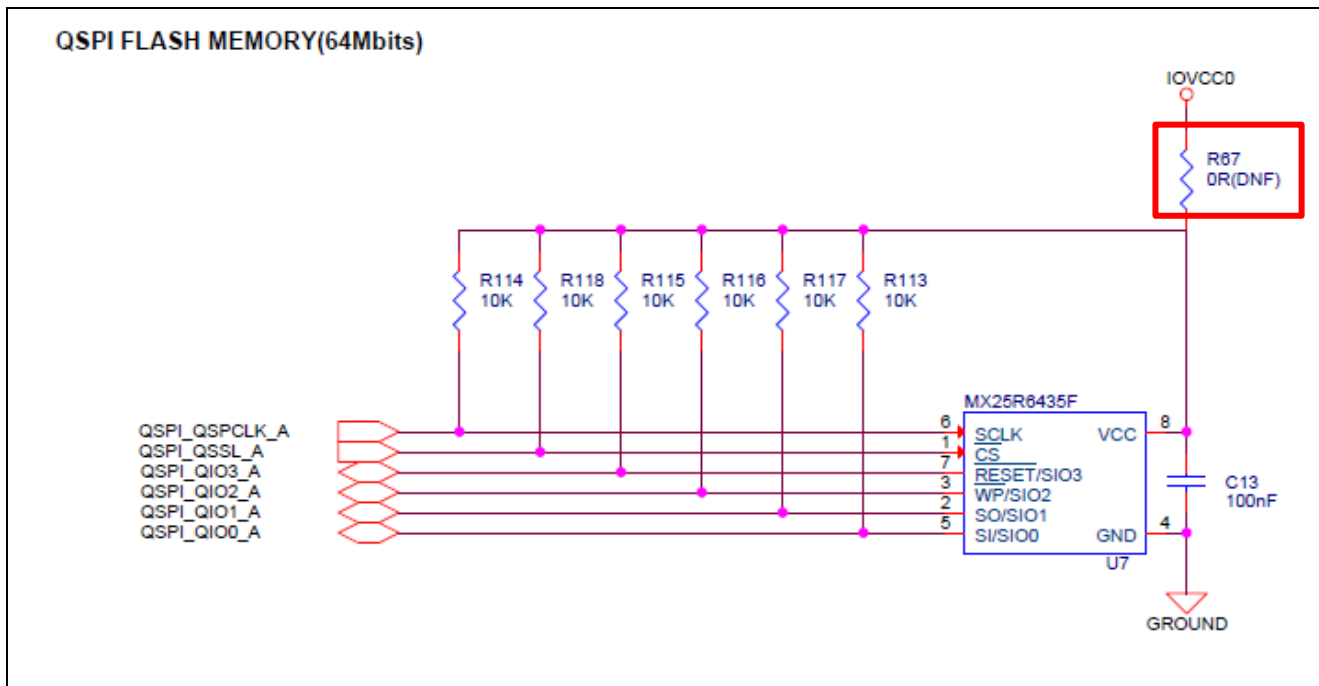 QSPI FLASH MEMORY(64Mbits)
IOVCC0
R67
0R(DNF)
R114
10K
R118
10K
R115
10K
R116
10K
R117
10K
R113
10K
MX25R6435F
QSPI_QSPCLK_A
6
SCLK
VCC
8
QSPI_QSSL_A
1
CS
QSPI_QIO3_A
7
RESET/SIO3
QSPI_QIO2_A
3
WP/SIO2
QSPI_QIO1_A
2
SO/SIO1
QSPI_QIO0_A
5
SI/SIO0
GND
4
C13
100nF
U7
GROUND